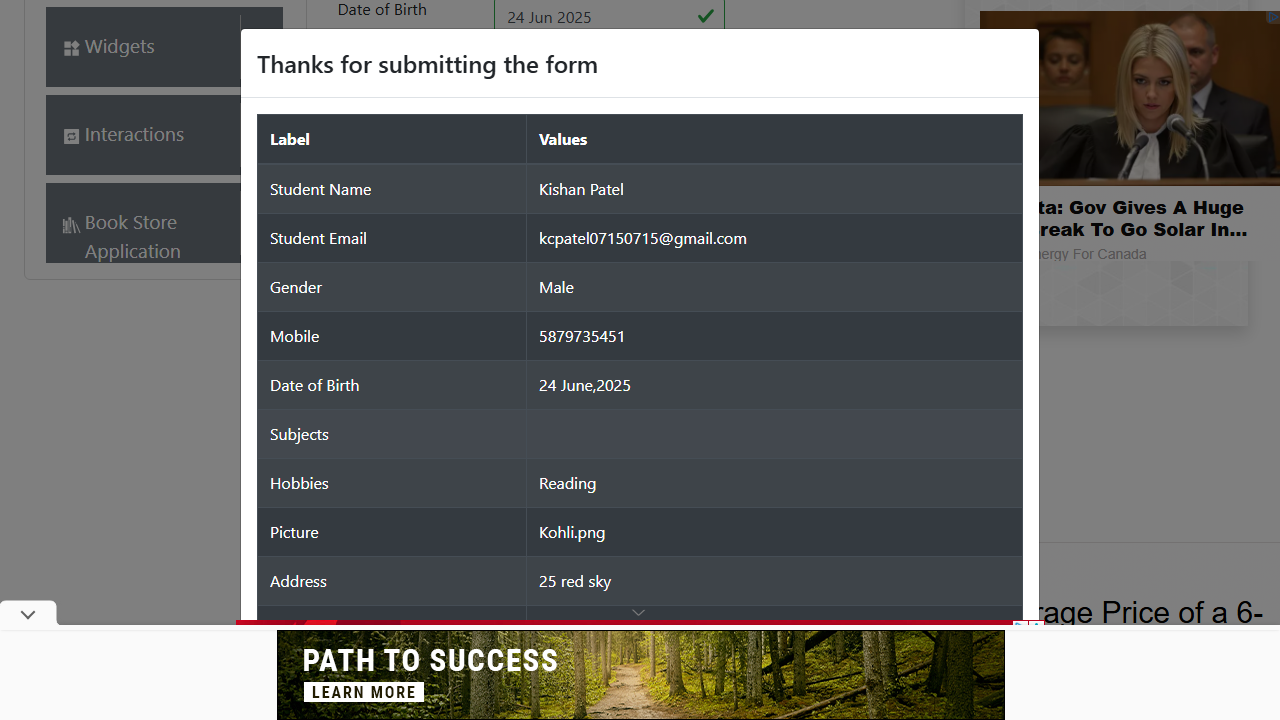 Date of Birth
24 Jun 2025
Widgets
Interactions
Book Store
Application
Thanks for submitting the form
Label Values
Student Name Kishan Patel
Student Email kcpatel07150715@gmail.com
Gender Male
Mobile 5879735451
Date of Birth 24 June,2025
Subjects
Hobbies Reading
Picture Kohli.png
Address 25 red sky
ta: Gov Gives A Huge
reak To Go Solar In...
nergy For Canada
rage Price of a 6-
PATH TO SUCCESS
LEARN MORE